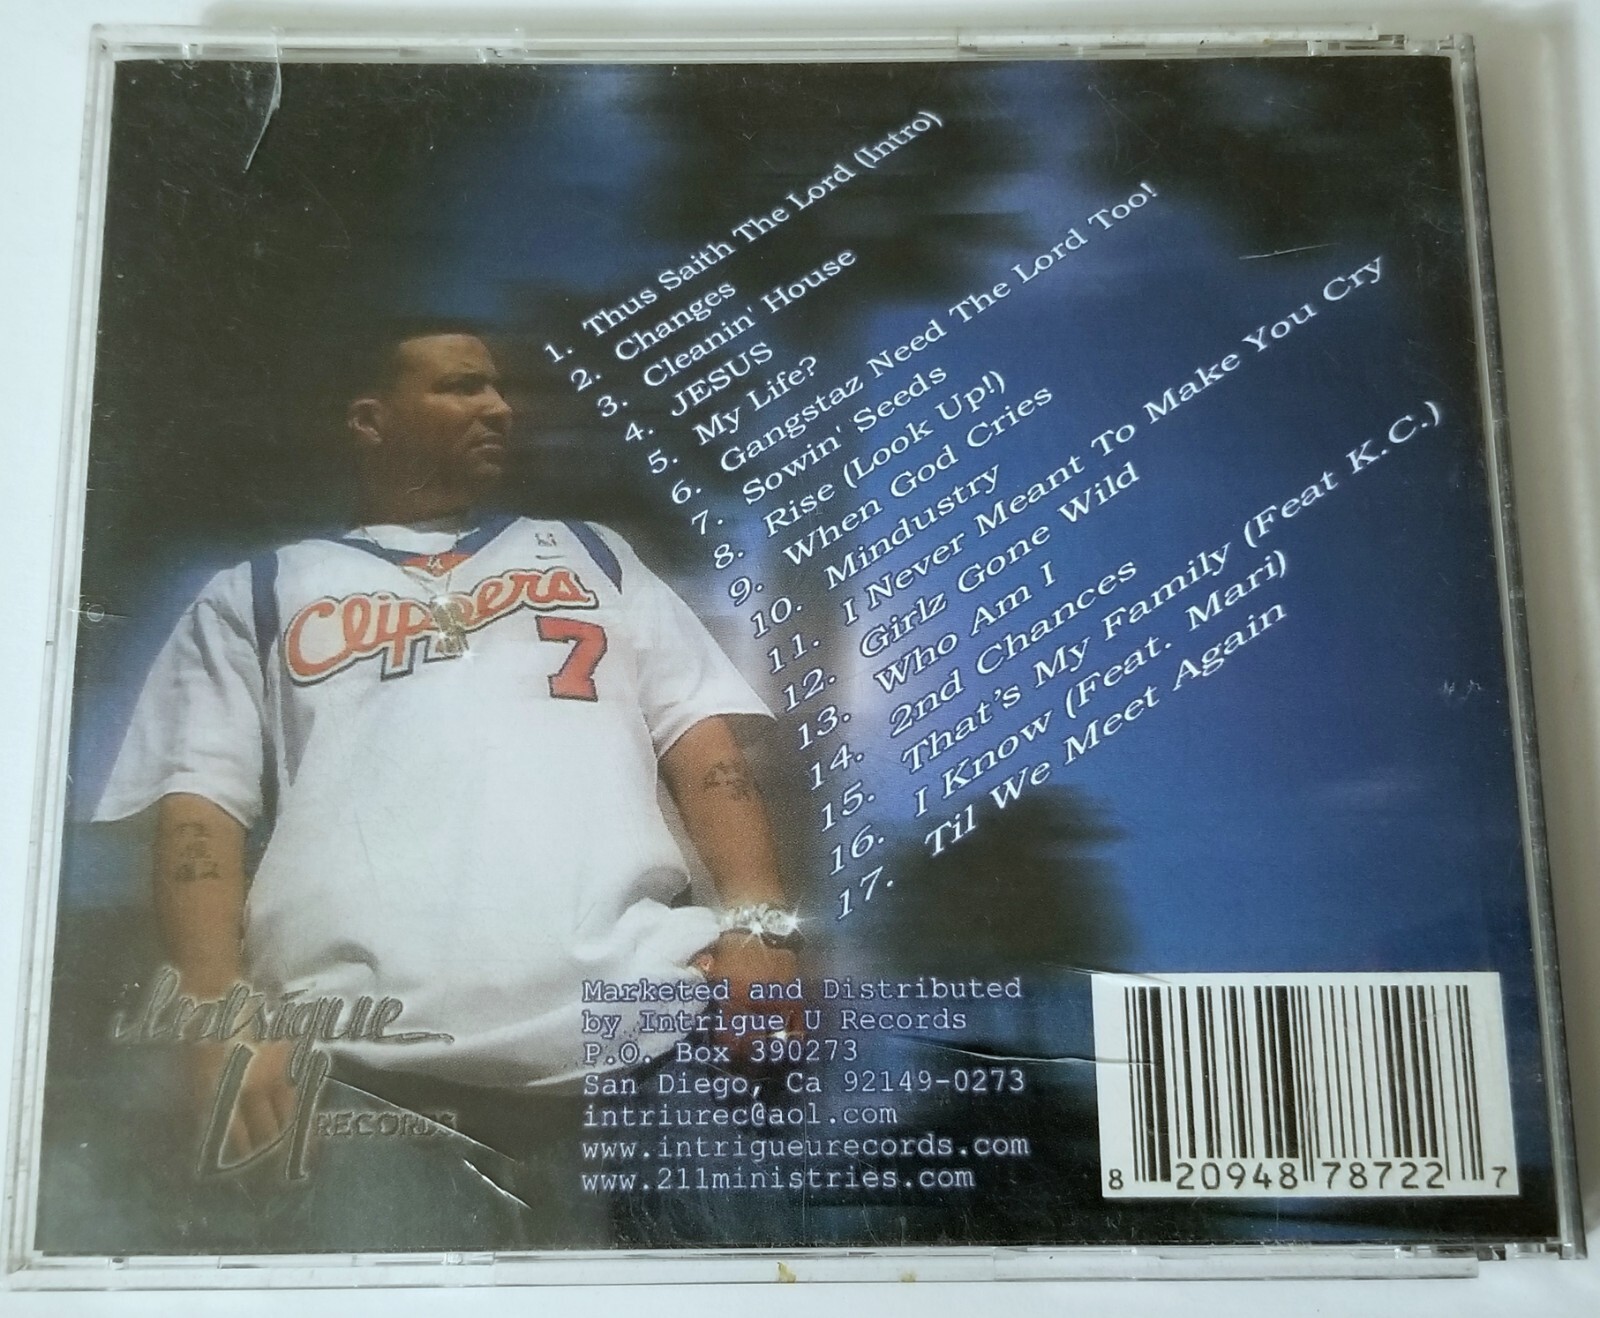 1. Thus Saith The Lord (Intro)
2. Changes
3. Cleanin' House
4. JESUS
5. My Life?
6. Gangstaz Need The Lord Too!
7. Sowin' Seeds
8. Rise (Look Up!)
9. When God Cries
10. Mindustry
11. I Never Meant To Make You Cry
12. Girlz Gone Wild
13. Who Am I
14. 2nd Chances
15. That's My Family (Feat K.C.)
16. I Know (Feat. Mari)
17. Til We Meet Again
Clippers
7
Intrigue
U
RECORDS
Marketed and Distributed
by Intrigue U Records
P.O. Box 390273
San Diego, Ca 92149-0273
intriurec@aol.com
www.intrigueurecords.com
www.211ministries.com
8 20948 78722 7